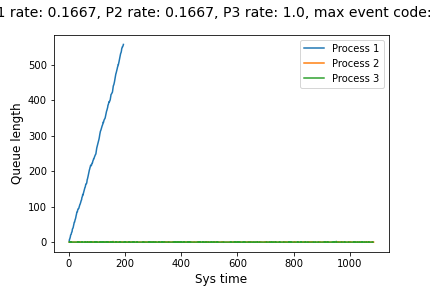 1 rate: 0.1667, P2 rate: 0.1667, P3 rate: 1.0, max event code:
Process 1
Process 2
Process 3
Queue length
500
400
300
200
100
0
0 200 400 600 800 1000
Sys time